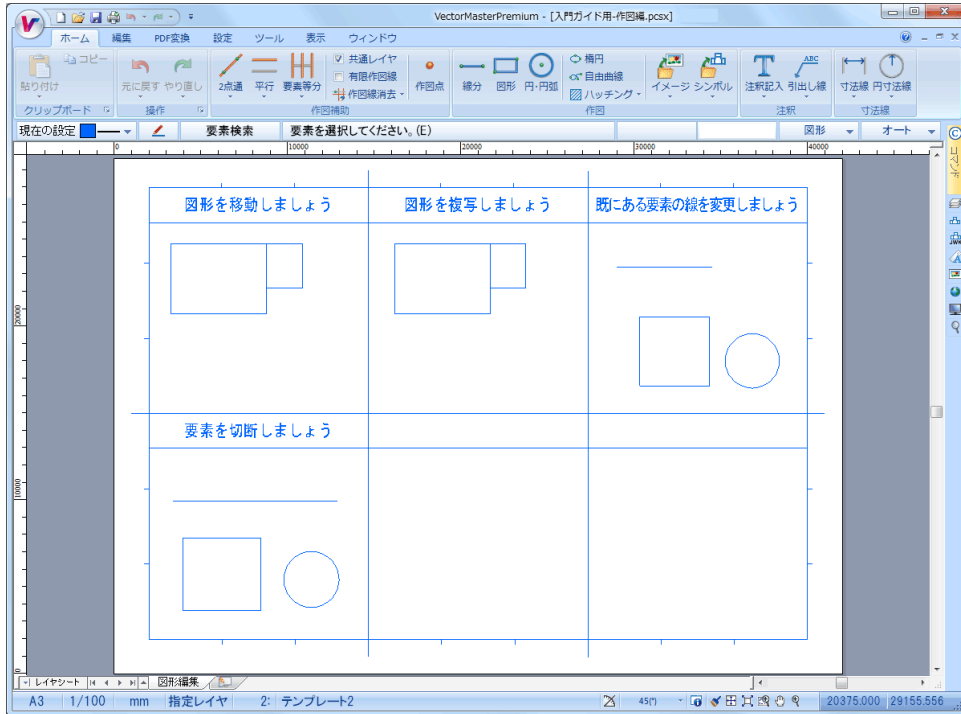 VectorMasterPremium - [入門ガイド用-作図編.pcsx]
ホーム 編集 PDF変換 設定 ツール 表示 ウィンドウ
貼り付け コピー 元に戻す やり直し 2点通 平行 要素等分 共通レイヤ 有限作図線 作図線消去 作図点 線分 図形 円・円弧 楕円 自由曲線 ハッチング イメージ シンボル 注釈記入 引出し線 寸法線 円寸法線
クリップボード 操作 作図補助 作図 注釈 寸法線
現在の設定 要素検索 要素を選択してください。(E) 図形 オート
コマンド
0 10000 20000 30000 40000
図形を移動しましょう 図形を複写しましょう 既にある要素の線を変更しましょう
20000
要素を切断しましょう
10000
0
レイヤシート 図形編集
A3 1/100 mm 指定レイヤ 2: テンプレート2 45(°) 20375.000 29155.556